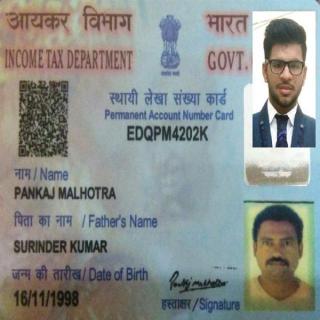 आयकर विभाग भारत
INCOME TAX DEPARTMENT GOVT.
स्थायी लेखा संख्या कार्ड
Permanent Account Number Card
EDQPM4202K
नाम / Name
PANKAJ MALHOTRA
पिता का नाम / Father's Name
SURINDER KUMAR
जन्म की तारीख / Date of Birth
16/11/1998
Pankaj Malhotra
हस्ताक्षर / Signature